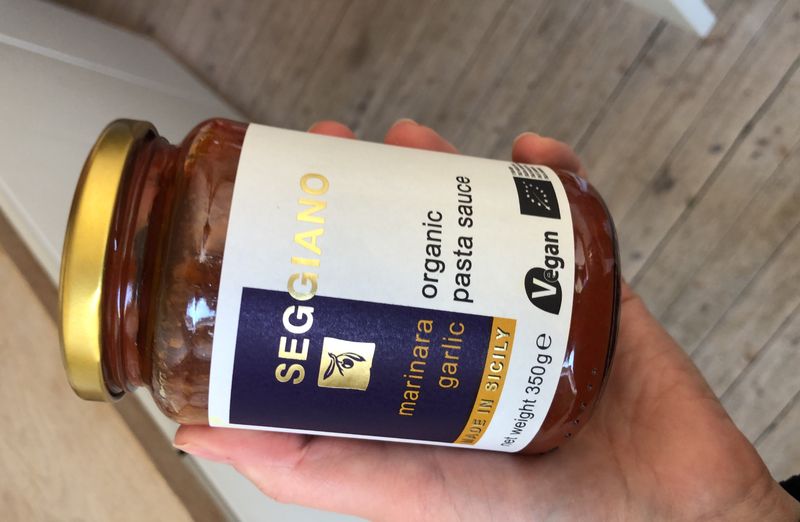 SEGGIANO
organic
pasta sauce
marinara
garlic
MADE IN SICILY
Vegan
net weight 350g℮